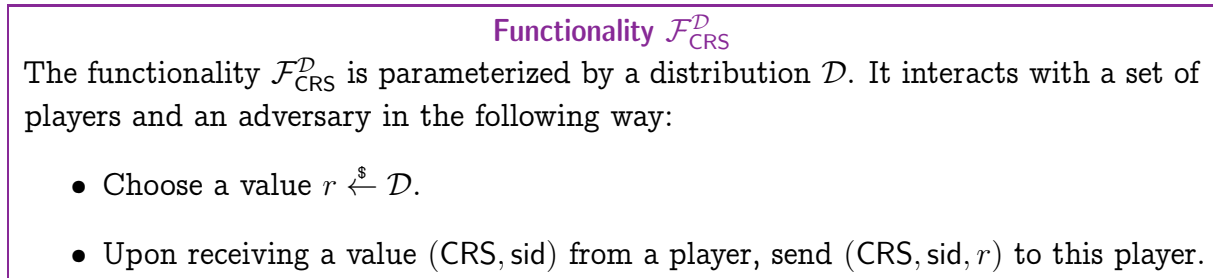 Functionality $\mathcal{F}_{\mathsf{CRS}}^{\mathcal{D}}$
The functionality $\mathcal{F}_{\mathsf{CRS}}^{\mathcal{D}}$ is parameterized by a distribution $\mathcal{D}$. It interacts with a set of
players and an adversary in the following way:
• Choose a value $r \stackrel{\$}{\leftarrow} \mathcal{D}$.
• Upon receiving a value $(\mathsf{CRS}, \mathsf{sid})$ from a player, send $(\mathsf{CRS}, \mathsf{sid}, r)$ to this player.